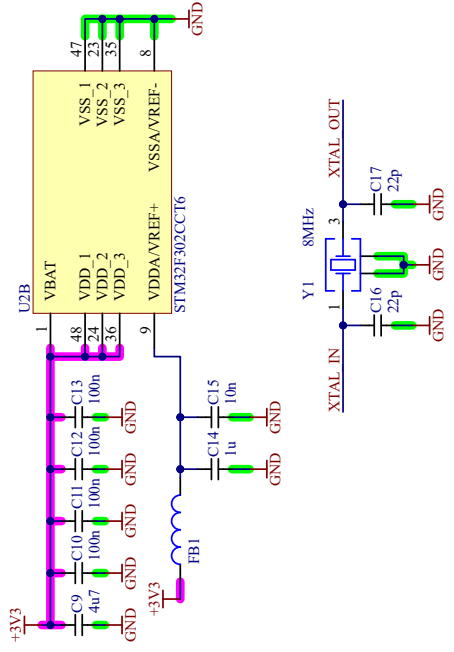 U2B
1
VBAT
48
VDD_1
24
VDD_2
36
VDD_3
9
VDDA/VREF+
47
VSS_1
23
VSS_2
35
VSS_3
8
VSSA/VREF-
STM32F302CCT6
GND
+3V3
C9
4u7
GND
C10
100n
GND
C11
100n
GND
C12
100n
GND
C13
100n
GND
+3V3
FB1
C14
1u
GND
C15
10n
GND
XTAL_IN
1
Y1
8MHz
3
XTAL_OUT
C16
22p
GND
GND
C17
22p
GND